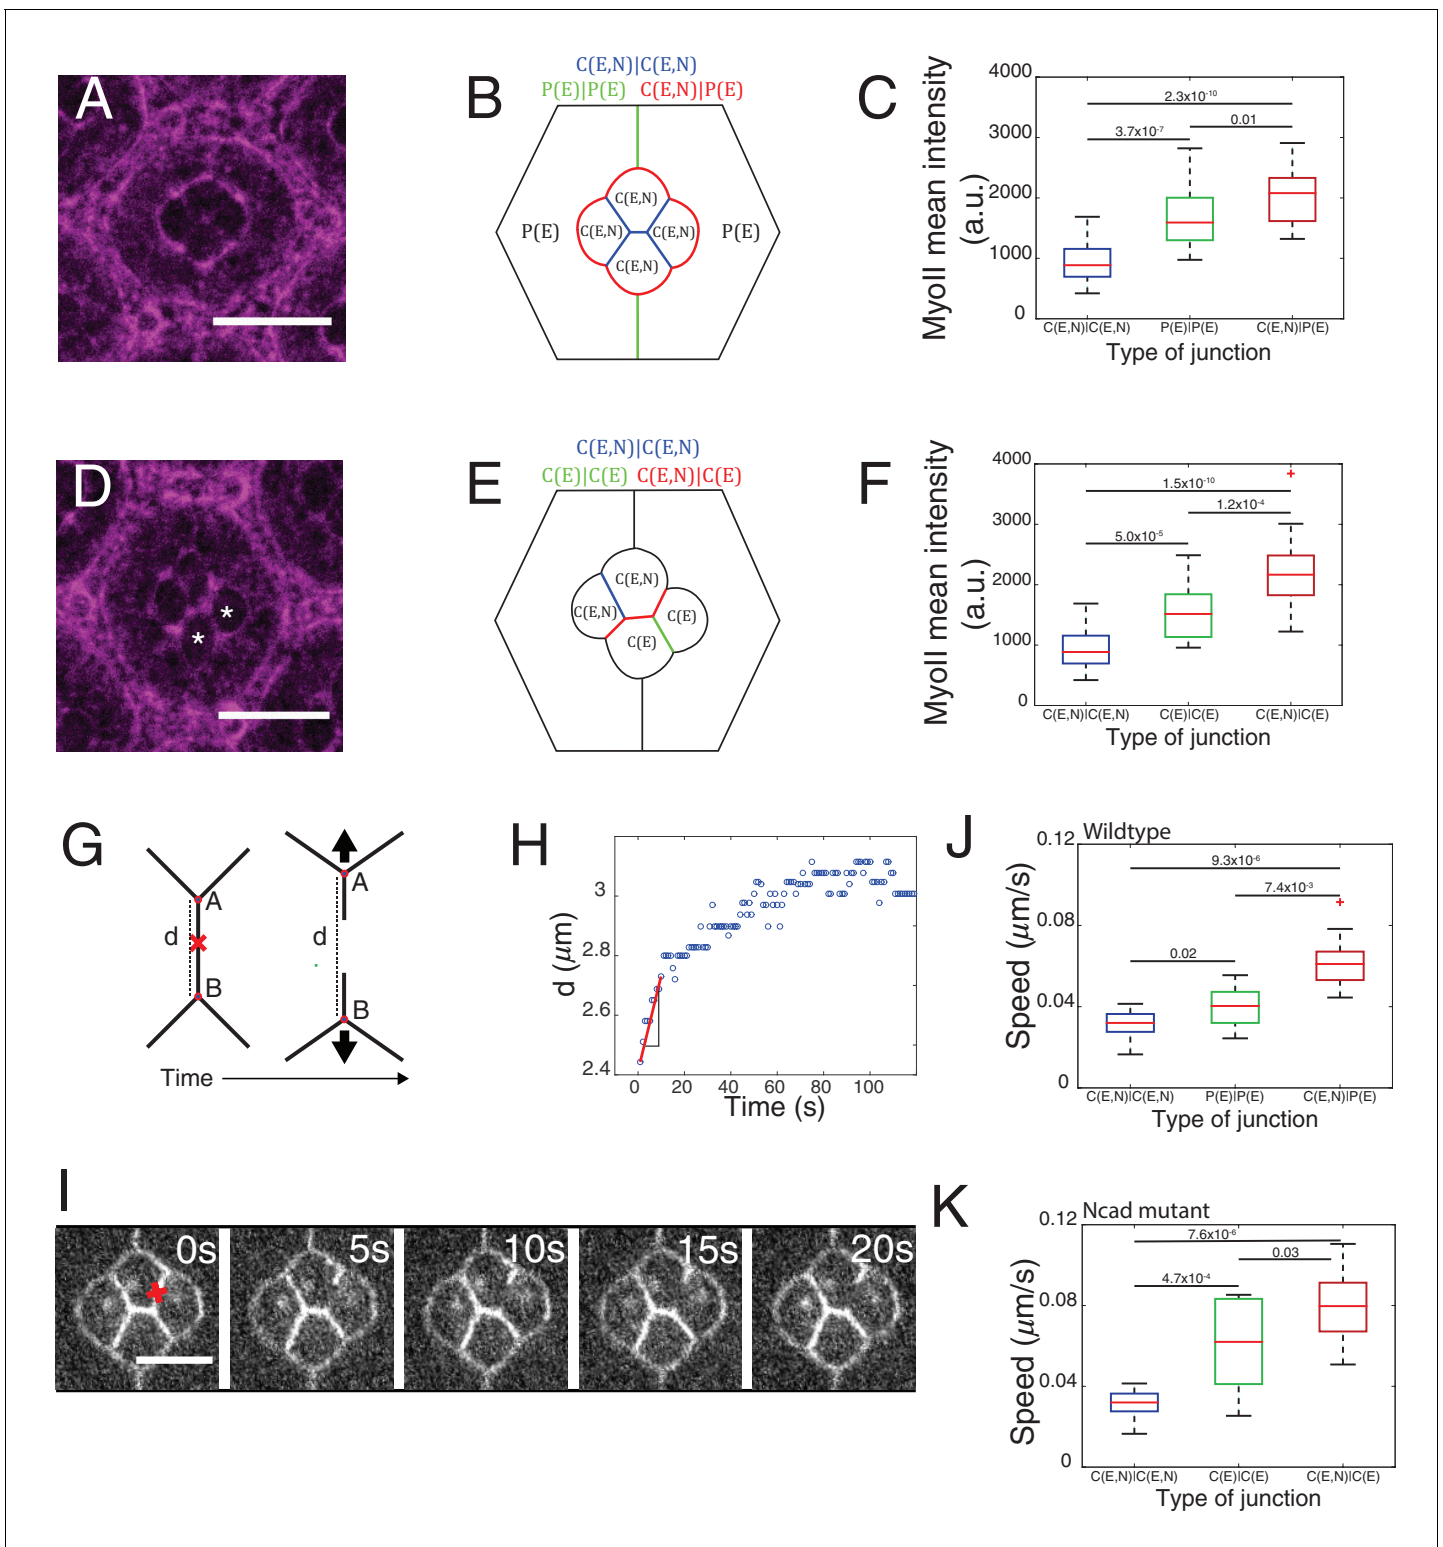 A
B
C(E,N)|C(E,N)
P(E)|P(E) C(E,N)|P(E)
C(E,N)
P(E) C(E,N) C(E,N) P(E)
C(E,N)
C
Myoll mean intensity
(a.u.)
4000
3000
2000
1000
0
2.3x10-10
3.7x10-7
0.01
C(E,N)|C(E,N) P(E)|P(E) C(E,N)|P(E)
Type of junction
D
*
*
E
C(E,N)|C(E,N)
C(E)|C(E) C(E,N)|C(E)
C(E,N)
C(E,N) C(E)
C(E)
F
Myoll mean intensity
(a.u.)
4000
3000
2000
1000
0
1.5x10-10
1.2x10-4
5.0x10-5
C(E,N)|C(E,N) C(E)|C(E) C(E,N)|C(E)
Type of junction
G
A
d
B
A
d
B
Time
H
d (μm)
3
2.8
2.6
2.4
0 20 40 60 80 100
Time (s)
J
Wildtype
Speed (μm/s)
0.12
0.08
0.04
0
9.3x10-6
7.4x10-3
0.02
C(E,N)|C(E,N) P(E)|P(E) C(E,N)|P(E)
Type of junction
I
0s 5s 10s 15s 20s
K
Ncad mutant
Speed (μm/s)
0.12
0.08
0.04
0
7.6x10-6
0.03
4.7x10-4
C(E,N)|C(E,N) C(E)|C(E) C(E,N)|C(E)
Type of junction